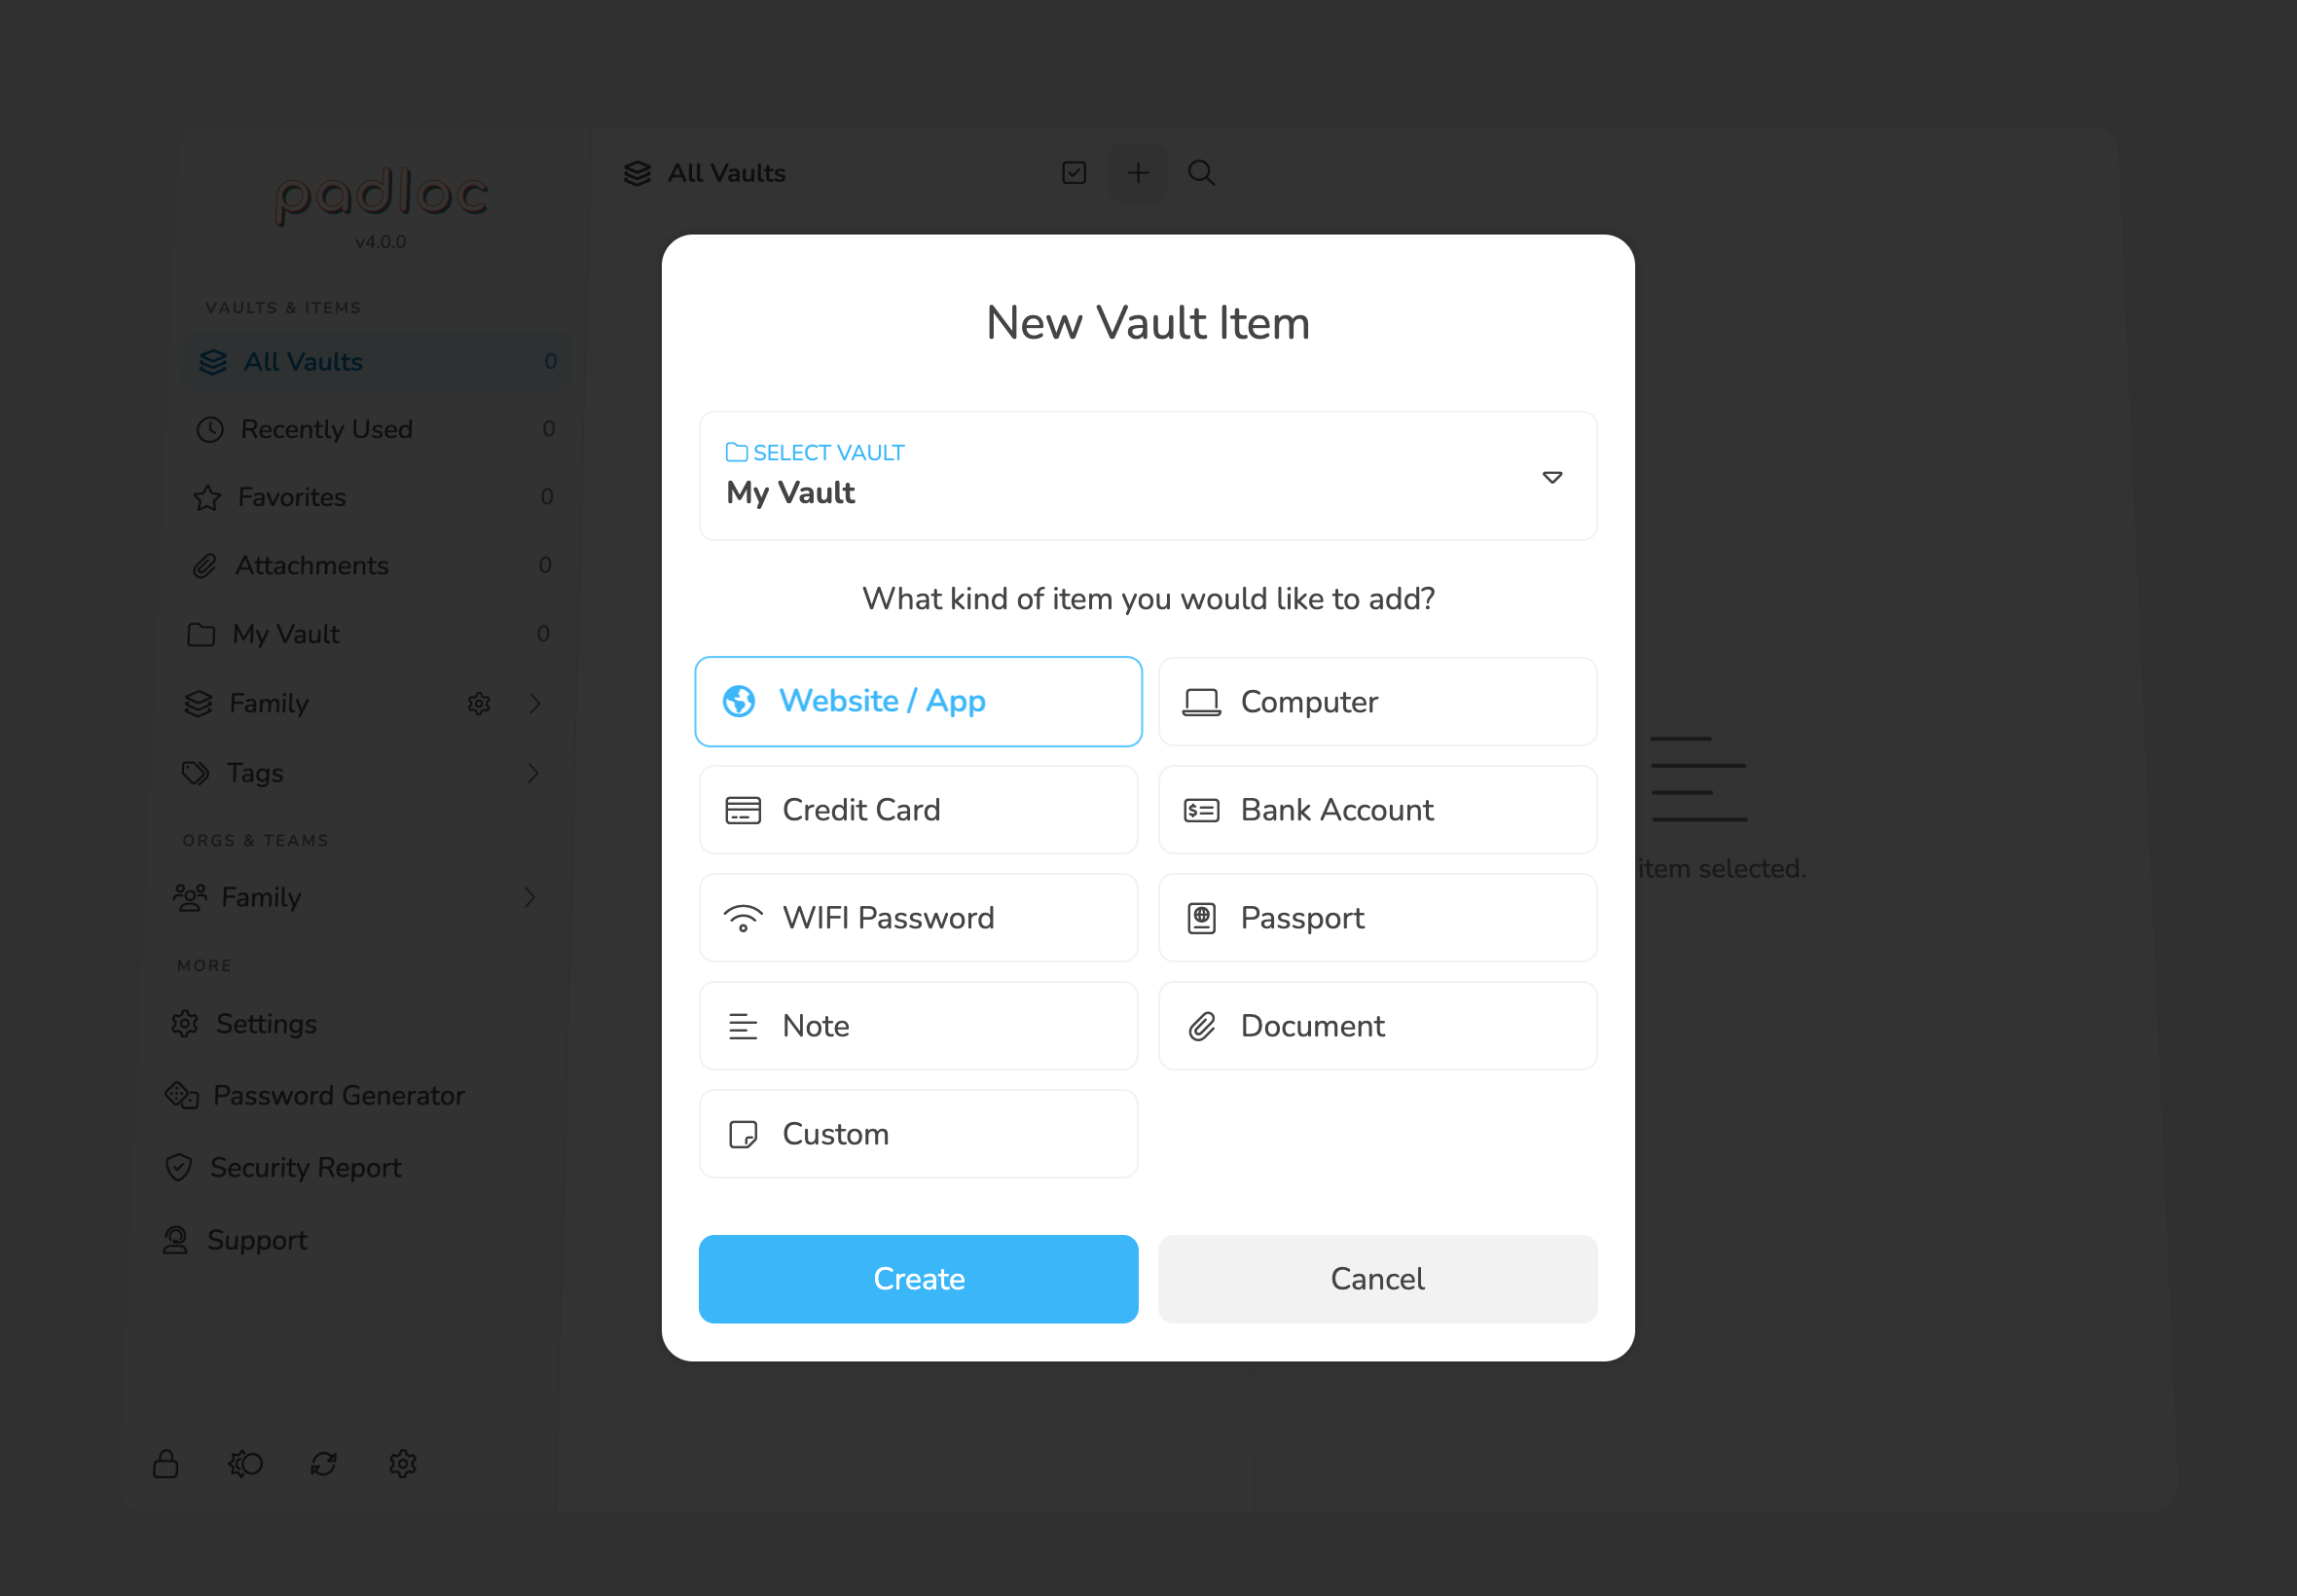 padloc
v4.0.0
VAULTS & ITEMS
All Vaults 0
Recently Used 0
Favorites 0
Attachments 0
My Vault 0
Family
Tags
ORGS & TEAMS
Family
MORE
Settings
Password Generator
Security Report
Support
All Vaults
item selected.
New Vault Item
SELECT VAULT
My Vault
What kind of item you would like to add?
Website / App
Computer
Credit Card
Bank Account
WIFI Password
Passport
Note
Document
Custom
Create
Cancel